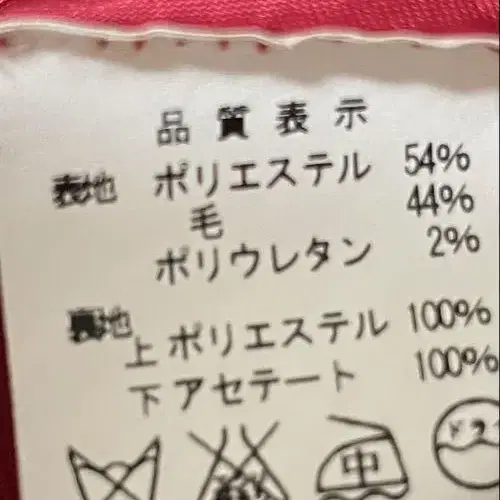 品質表示
表地 ポリエステル 54%
毛 44%
ポリウレタン 2%
裏地
上 ポリエステル 100%
下 アセテート 100%
中